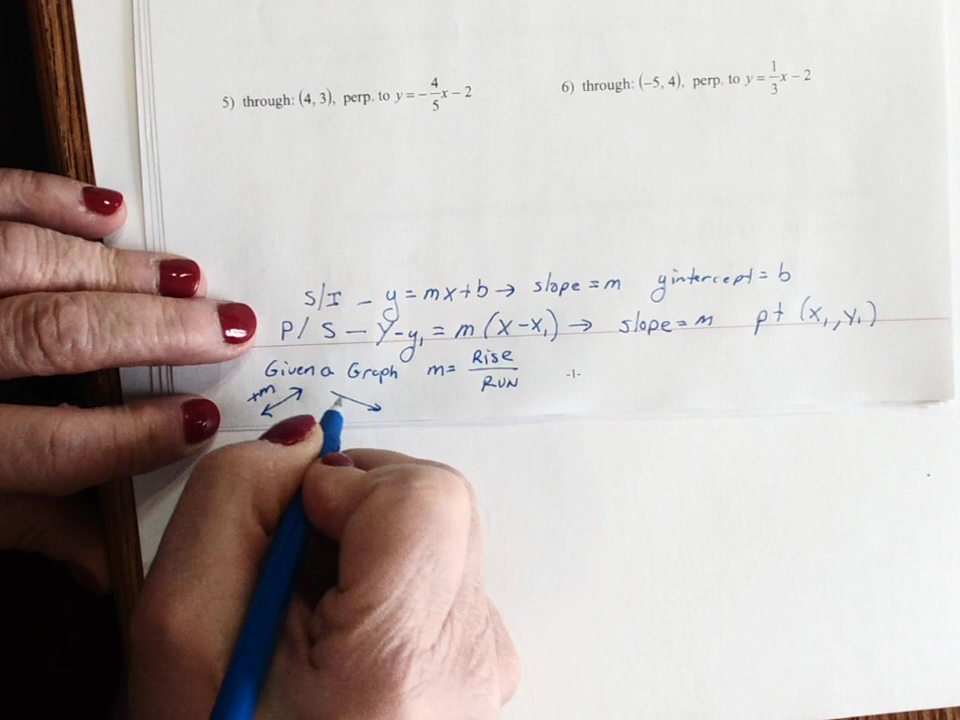 5) through: (4, 3), perp. to y = -4/5x - 2
6) through: (-5, 4), perp. to y = 1/3x - 2
S/I - y = mx + b → slope = m y intercept = b
P/S - Y - y₁ = m (X - X₁) → slope = m pt (X₁, Y₁)
Given a Graph m = Rise/RUN
-1-
+m